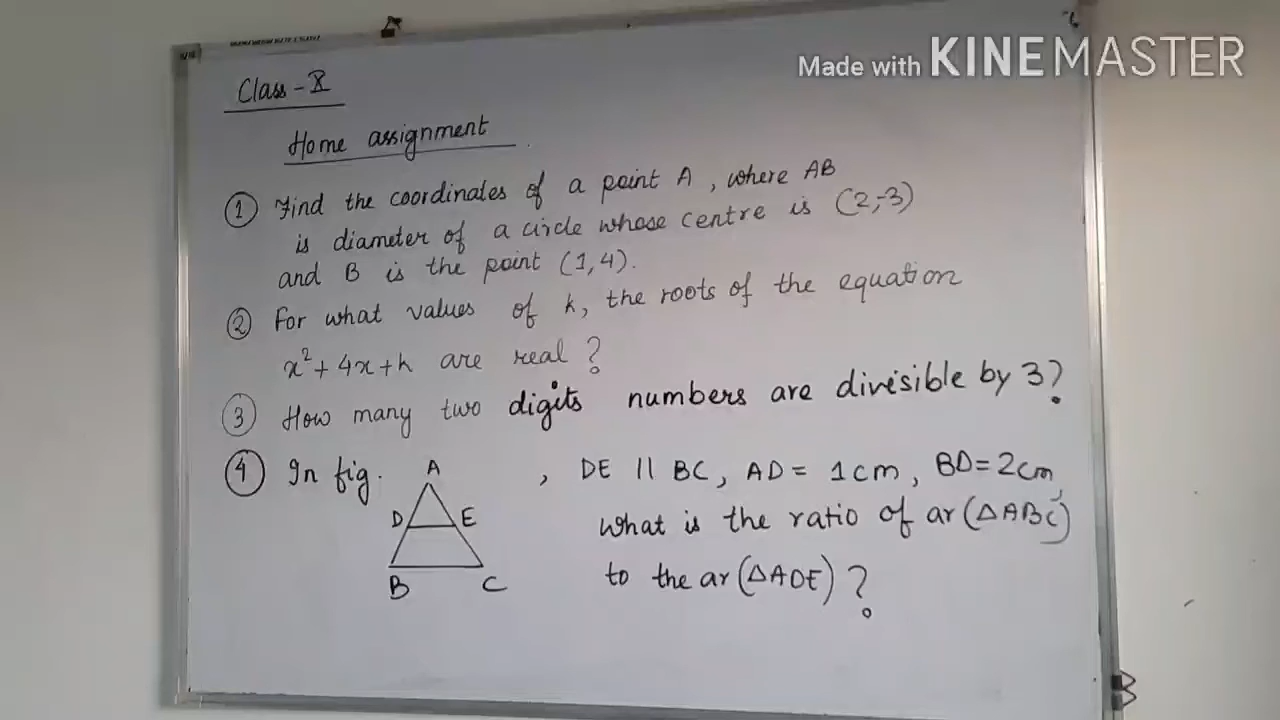 Made with KINEMASTER
Class - X
Home assignment
① Find the coordinates of a point A, where AB
is diameter of a circle whose centre is (2,-3)
and B is the point (1,4).
② For what values of k, the roots of the equation
x² + 4x + k are real ?
③ How many two digits numbers are divisible by 3?
④ In fig. , DE || BC, AD = 1cm, BD = 2cm,
A
D E
B C
what is the ratio of ar (△ABC)
to the ar (△ADE) ?